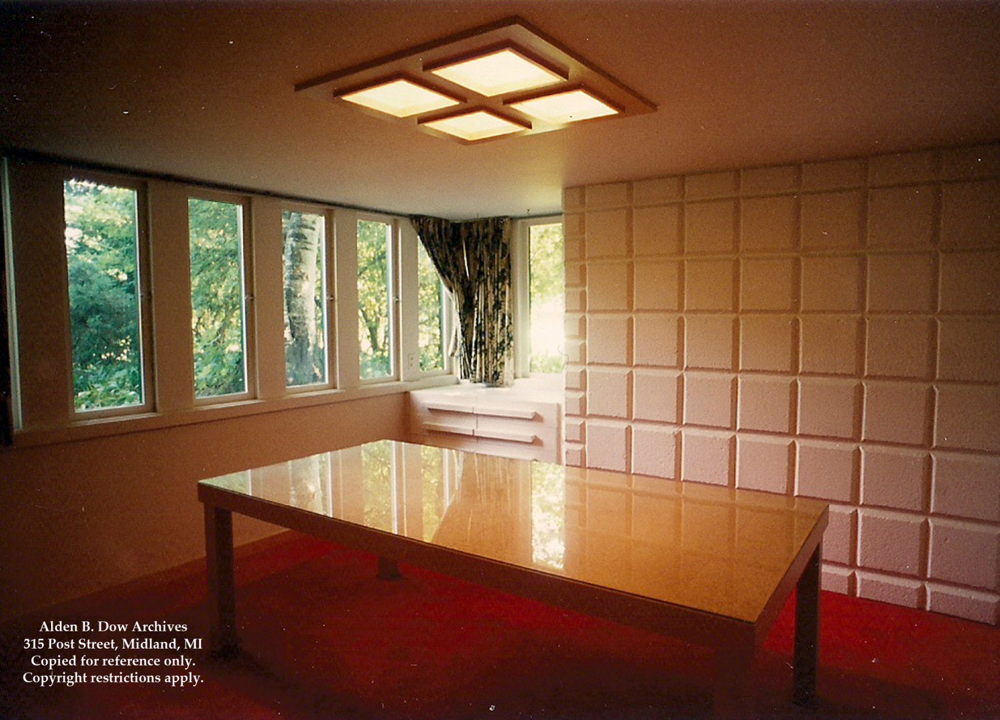 Alden B. Dow Archives
315 Post Street, Midland, MI
Copied for reference only.
Copyright restrictions apply.